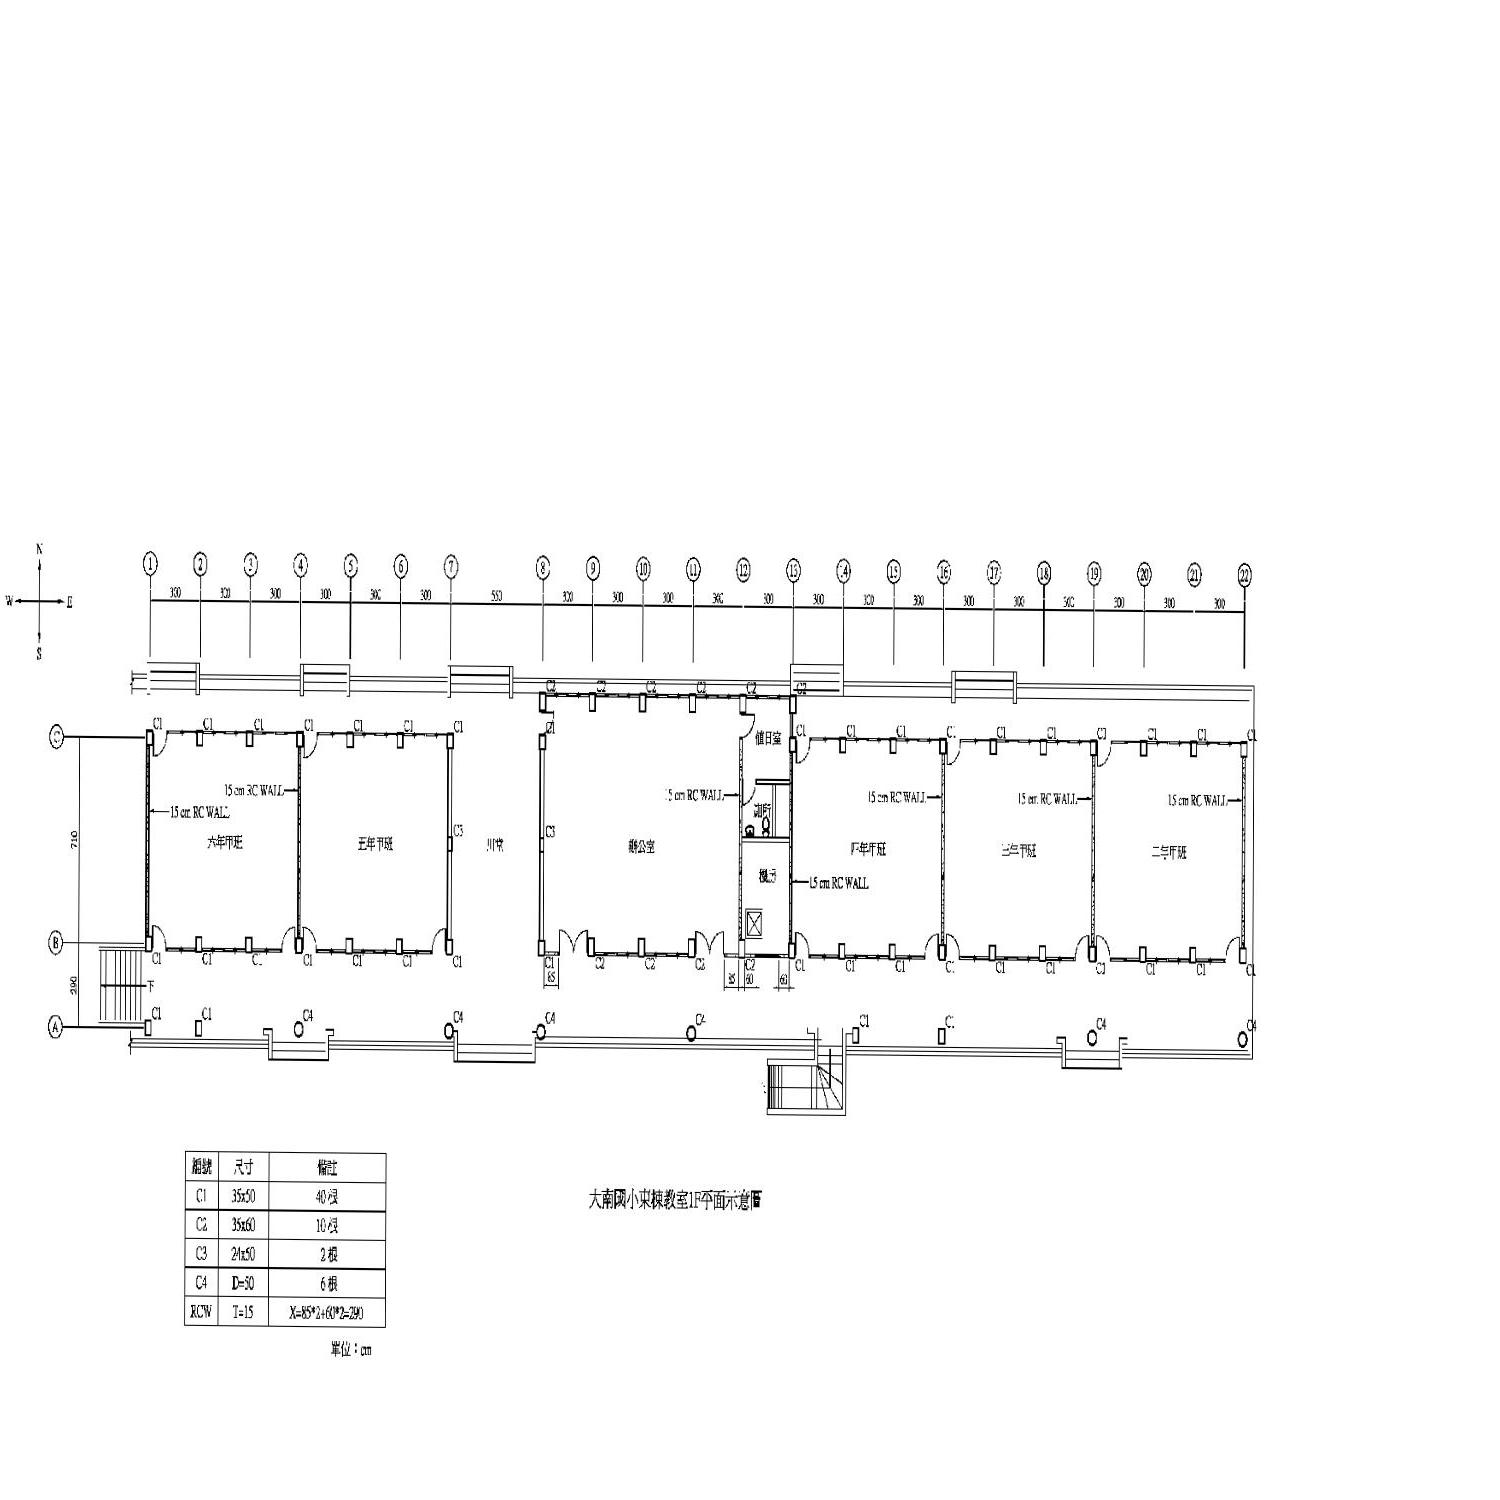 N
W E
S
1 2 3 4 5 6 7 8 9 10 11 12 13 14 15 16 17 18 19 20 21 22
300 300 300 300 300 300 550 300 300 300 300 300 300 300 300 300 300 300 300 300 300
C2 C2 C2 C2 C2 C2
C C1 C1 C1 C1 C1 C1 C1 C1 C1 C1 C1 C1 C1 C1 C1 C1 C1 C1
值日室
15 cm RC WALL 15 cm RC WALL 15 cm RC WALL 15 cm RC WALL 15 cm RC WALL
15 cm RC WALL
廁所
710 六年甲班 五年甲班 C3 川堂 C3 辦公室 四年甲班 三年甲班 二年甲班
15 cm RC WALL
B
C1 C1 C1 C1 C1 C1 C1 C1 C2 C2 C2 C2 C1 C1 C1 C1 C1 C1 C1 C1 C1 C1
290 下 85 85 60 60
A C1 C1 C4 C4 C4 C4 C1 C1 C4 C4
編號 尺寸 備註
C1 35x50 40 根
C2 35x60 10 根
C3 24x50 2 根
C4 D=50 6 根
RCW T=15 X=85*2+60*2=290
單位：cm
大南國小東棟教室1F平面示意圖